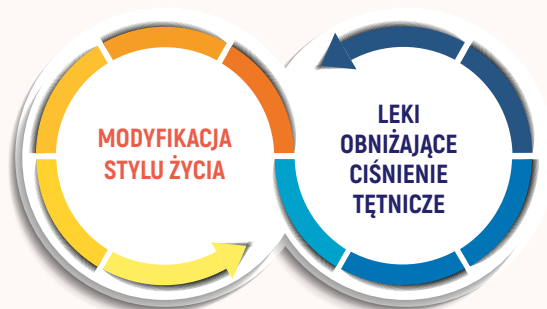 MODYFIKACJA
STYLU ŻYCIA
LEKI
OBNIŻAJĄCE
CIŚNIENIE
TĘTNICZE